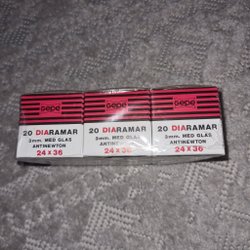 Gepe
20 DIARAMAR
3mm. MED GLAS
ANTINEWTON
24 x 36
Gepe
20 DIARAMAR
3mm. MED GLAS
ANTINEWTON
24 x 36
Gepe
20 DIARAMAR
3mm. MED GLAS
ANTINEWTON
24 x 36